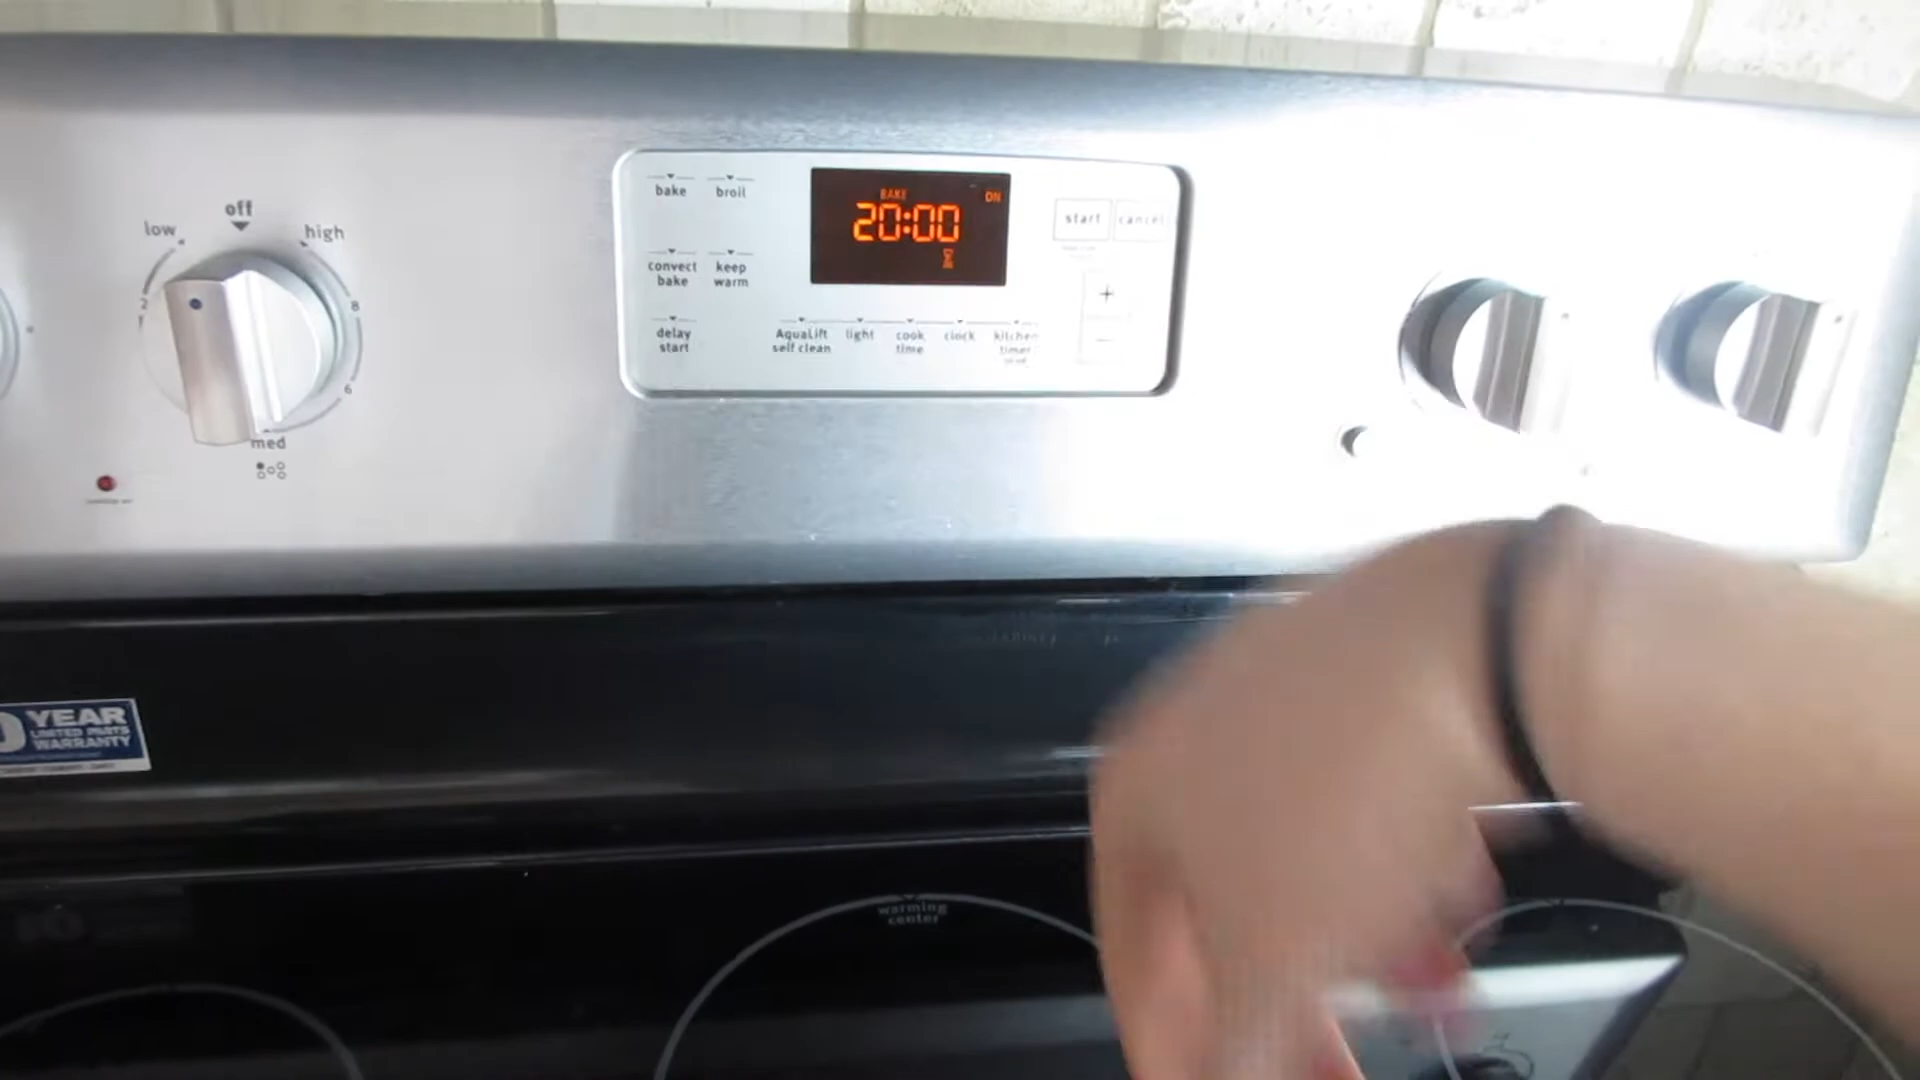 off
low
high
2
8
6
med
bake
broil
convect
bake
keep
warm
delay
start
BAKE
ON
20:00
start
cancel
+
-
AquaLift
self clean
light
cook
time
clock
kitchen
timer
YEAR
LIMITED PARTS
WARRANTY
warming
center